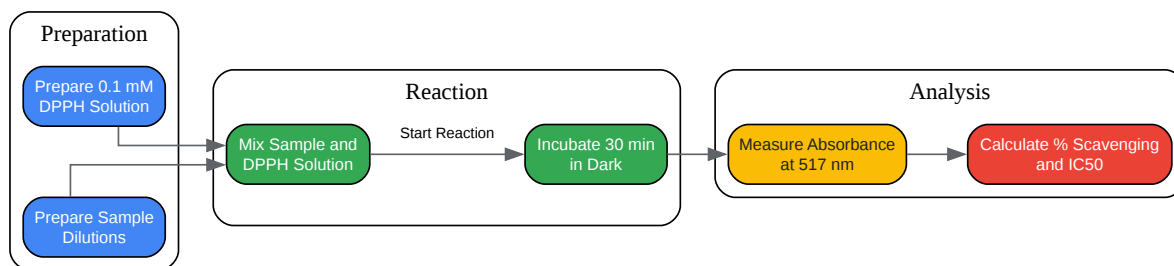 Preparation
Prepare 0.1 mM
DPPH Solution
Prepare Sample
Dilutions
Reaction
Mix Sample and
DPPH Solution
Start Reaction
Incubate 30 min
in Dark
Analysis
Measure Absorbance
at 517 nm
Calculate % Scavenging
and IC50